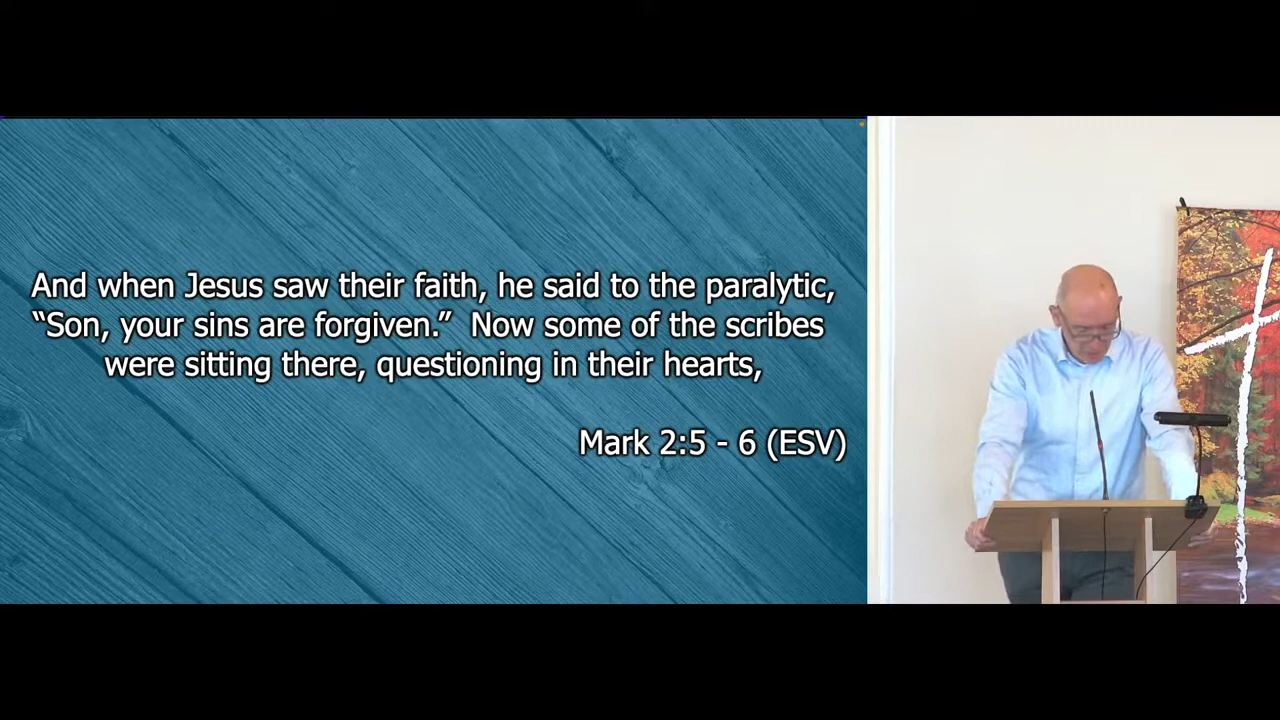 And when Jesus saw their faith, he said to the paralytic,
“Son, your sins are forgiven.”  Now some of the scribes
were sitting there, questioning in their hearts,
Mark 2:5 - 6 (ESV)